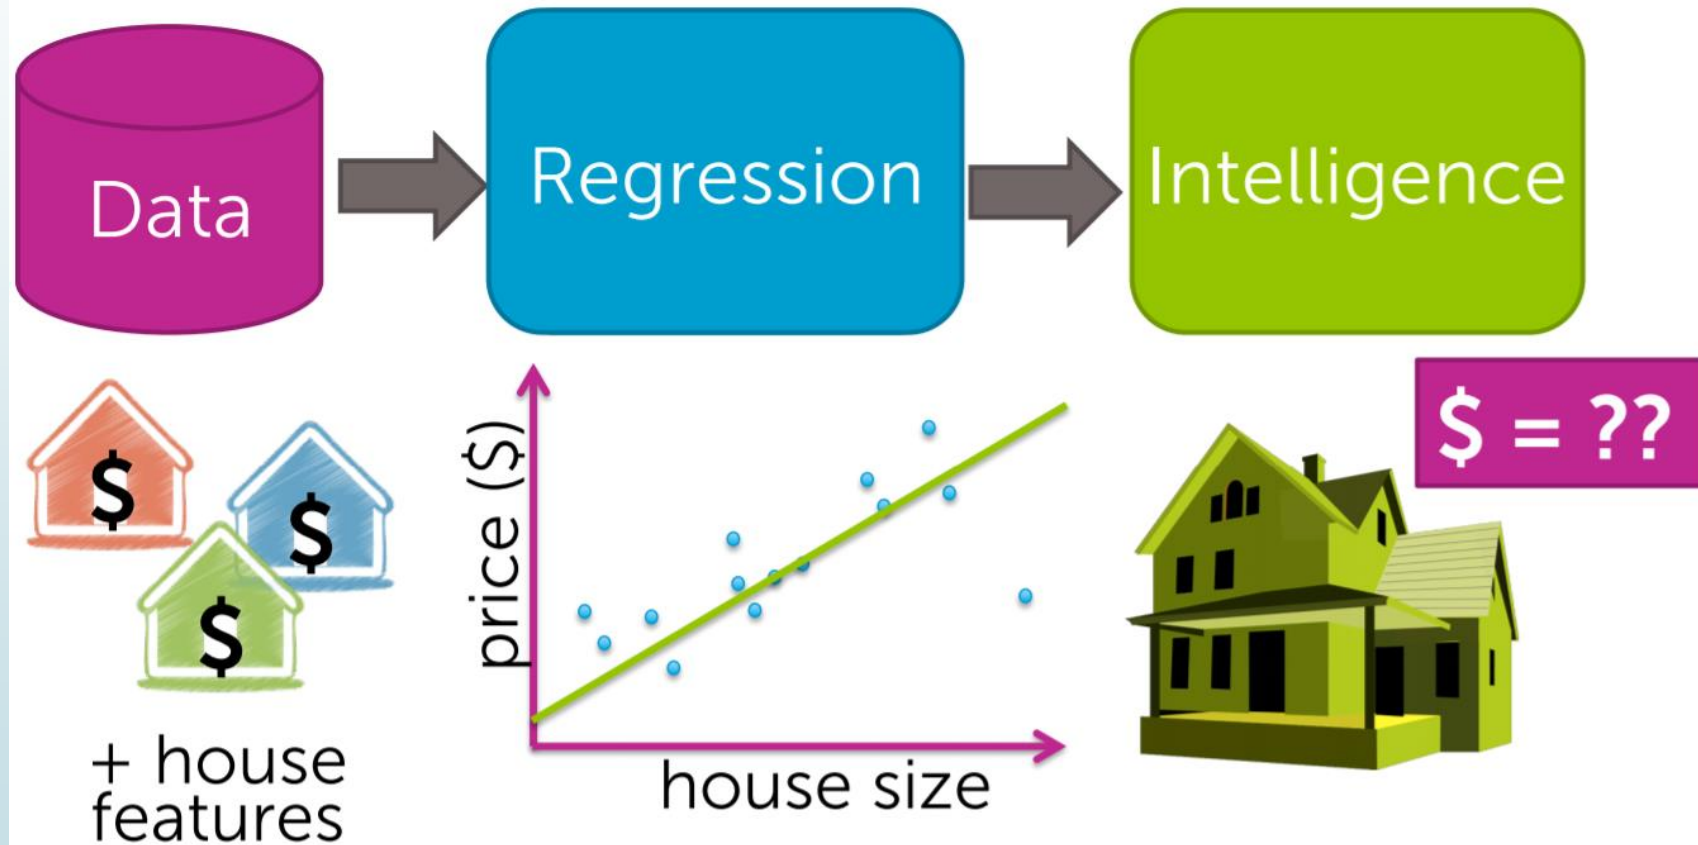 Data
Regression
Intelligence
$
$
$
+ house
features
price ($)
house size
$ = ??